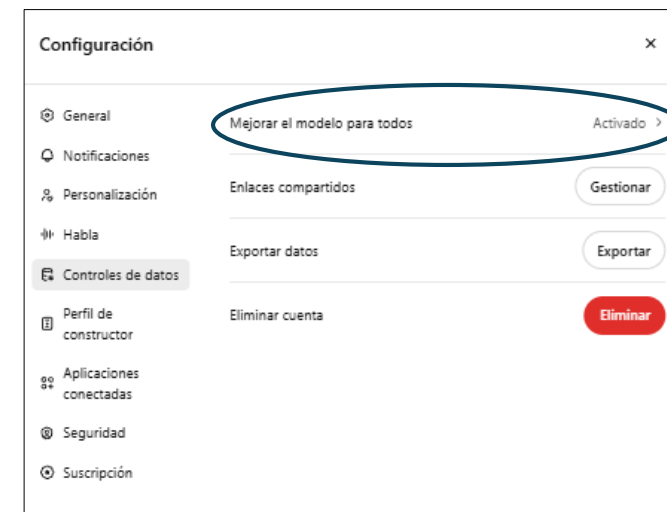 Configuración
×
General
Notificaciones
Personalización
Habla
Controles de datos
Perfil de
constructor
Aplicaciones
conectadas
Seguridad
Suscripción
Mejorar el modelo para todos Activado >
Enlaces compartidos Gestionar
Exportar datos Exportar
Eliminar cuenta Eliminar